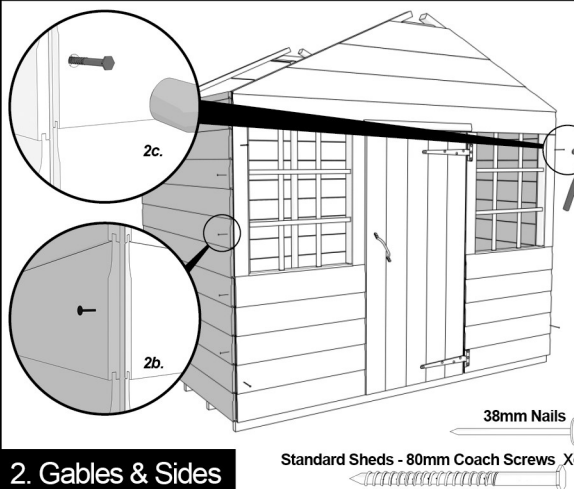 2c.
2b.
38mm Nails
Standard Sheds - 80mm Coach Screws
2. Gables & Sides